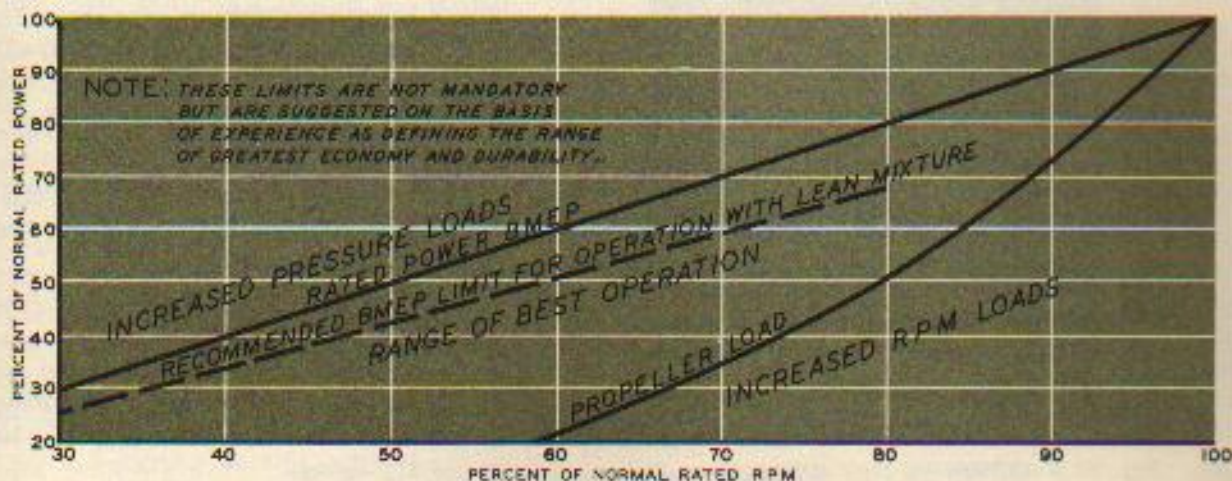 100
90
80
70
60
50
40
30
20
PERCENT OF NORMAL RATED POWER
NOTE: THESE LIMITS ARE NOT MANDATORY
BUT ARE SUGGESTED ON THE BASIS
OF EXPERIENCE AS DEFINING THE RANGE
OF GREATEST ECONOMY AND DURABILITY.
INCREASED PRESSURE LOADS
RATED POWER BMEP
RECOMMENDED BMEP LIMIT FOR OPERATION WITH LEAN MIXTURE
RANGE OF BEST OPERATION
PROPELLER LOAD
INCREASED RPM LOADS
30 40 50 60 70 80 90 100
PERCENT OF NORMAL RATED RPM